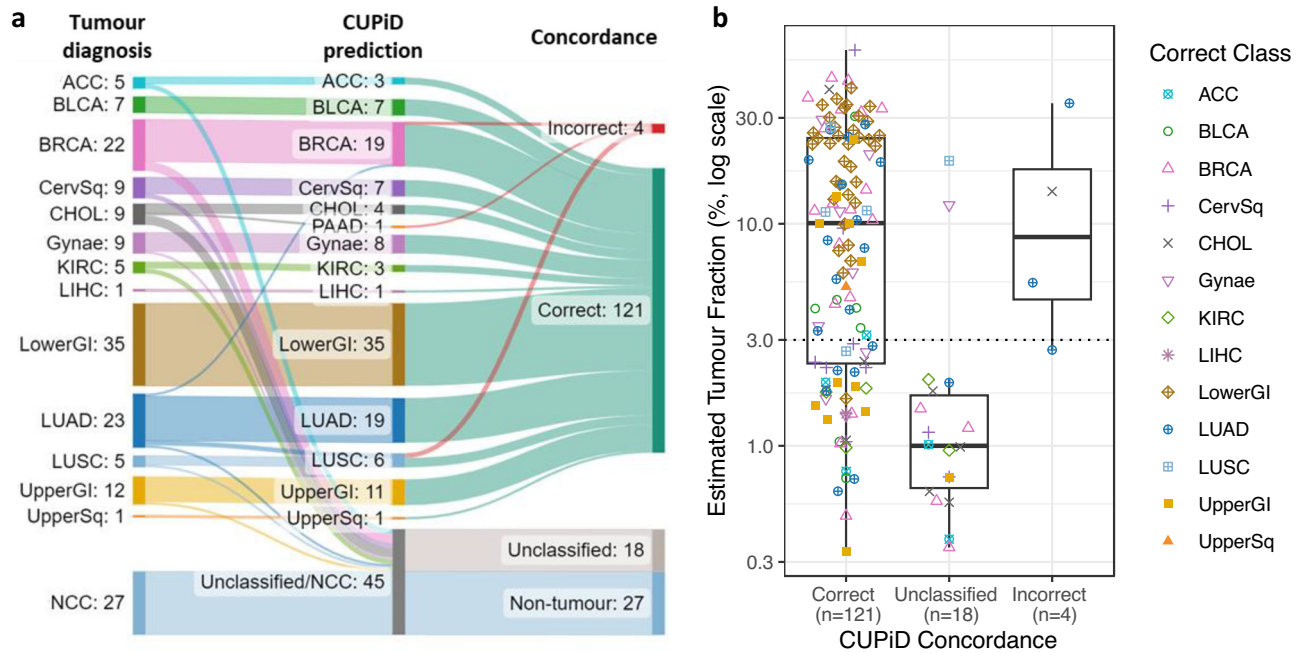 a
Tumour
diagnosis
CUPiD
prediction
Concordance
ACC: 5
BLCA: 7
BRCA: 22
CervSq: 9
CHOL: 9
Gynae: 9
KIRC: 5
LIHC: 1
LowerGI: 35
LUAD: 23
LUSC: 5
UpperGI: 12
UpperSq: 1
NCC: 27
ACC: 3
BLCA: 7
BRCA: 19
CervSq: 7
CHOL: 4
PAAD: 1
Gynae: 8
KIRC: 3
LIHC: 1
LowerGI: 35
LUAD: 19
LUSC: 6
UpperGI: 11
UpperSq: 1
Unclassified/NCC: 45
Incorrect: 4
Correct: 121
Unclassified: 18
Non-tumour: 27
b
Estimated Tumour Fraction (%, log scale)
30.0
10.0
3.0
1.0
0.3
Correct
(n=121)
Unclassified
(n=18)
Incorrect
(n=4)
CUPiD Concordance
Correct Class
ACC
BLCA
BRCA
CervSq
CHOL
Gynae
KIRC
LIHC
LowerGI
LUAD
LUSC
UpperGI
UpperSq